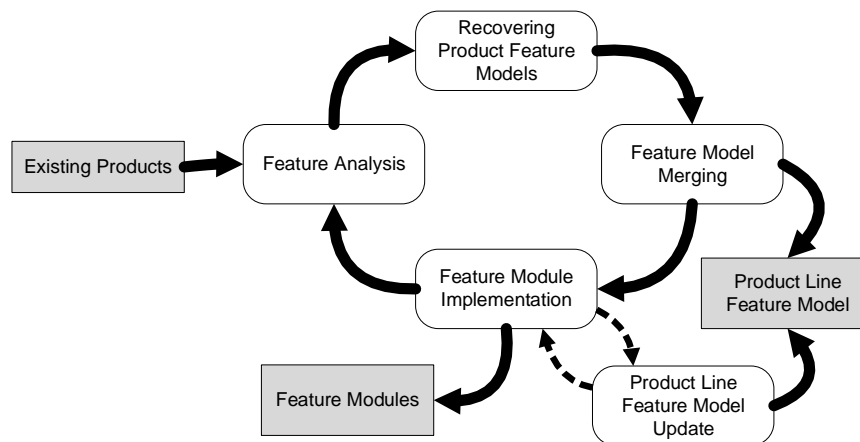 Recovering
Product Feature
Models
Existing Products
Feature Analysis
Feature Model
Merging
Feature Module
Implementation
Product Line
Feature Model
Feature Modules
Product Line
Feature Model
Update